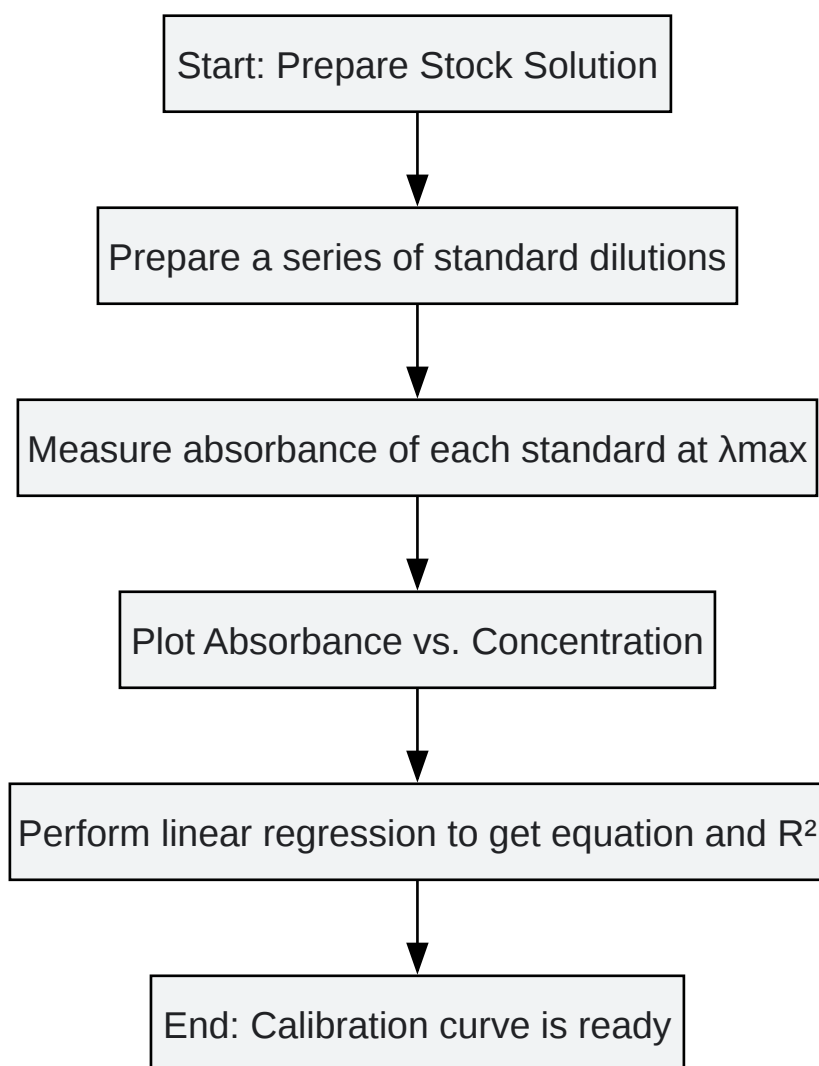 Start: Prepare Stock Solution
Prepare a series of standard dilutions
Measure absorbance of each standard at λmax
Plot Absorbance vs. Concentration
Perform linear regression to get equation and R²
End: Calibration curve is ready